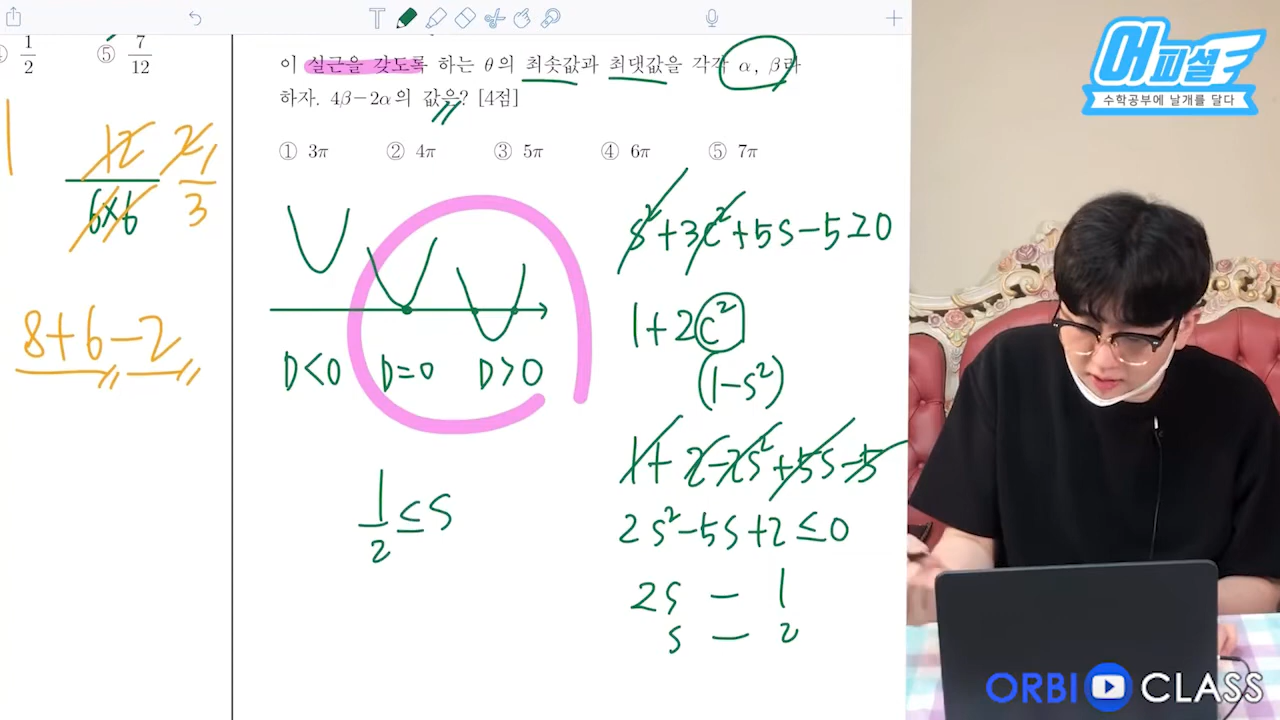 1/2 ⑤ 7/12
이 실근을 갖도록 하는 θ의 최솟값과 최댓값을 각각 α, β라
하자. 4β−2α의 값은? [4점]
① 3π ② 4π ③ 5π ④ 6π ⑤ 7π
12/6×6 2 1/3
8+6−2
D<0 D=0 D>0
1/2≤s
s²+3c²+5s−5≥0
1+2c²
(1−s²)
1+2−2s²+5s−5
2s²−5s+2≤0
2s − 1
s − 2
어피셜
수학공부에 날개를 달다
ORBI CLASS